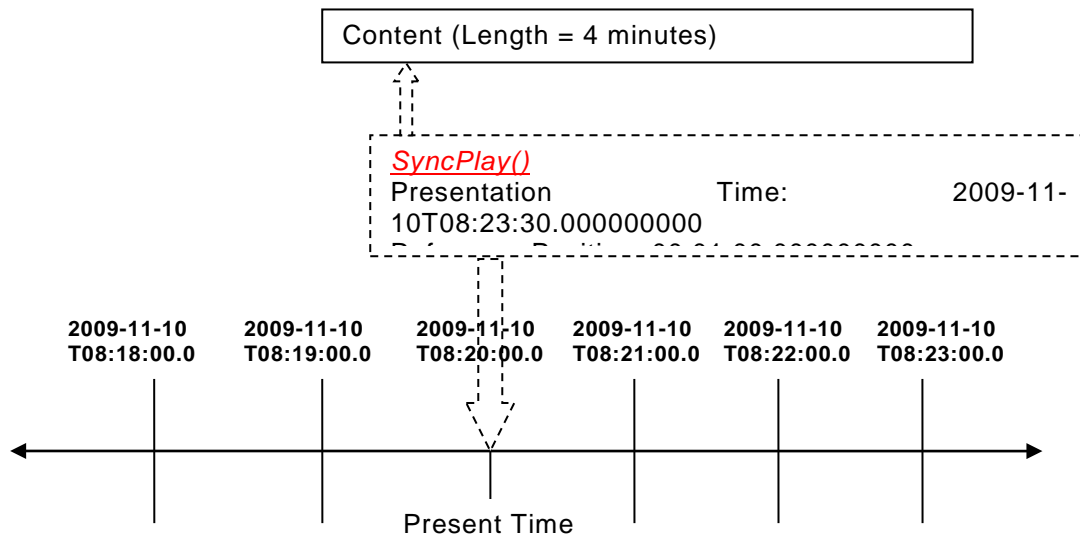 Content (Length = 4 minutes)
SyncPlay()
Presentation Time: 2009-11-
10T08:23:30.000000000
2009-11-10 2009-11-10 2009-11-10 2009-11-10 2009-11-10 2009-11-10
T08:18:00.0 T08:19:00.0 T08:20:00.0 T08:21:00.0 T08:22:00.0 T08:23:00.0
Present Time